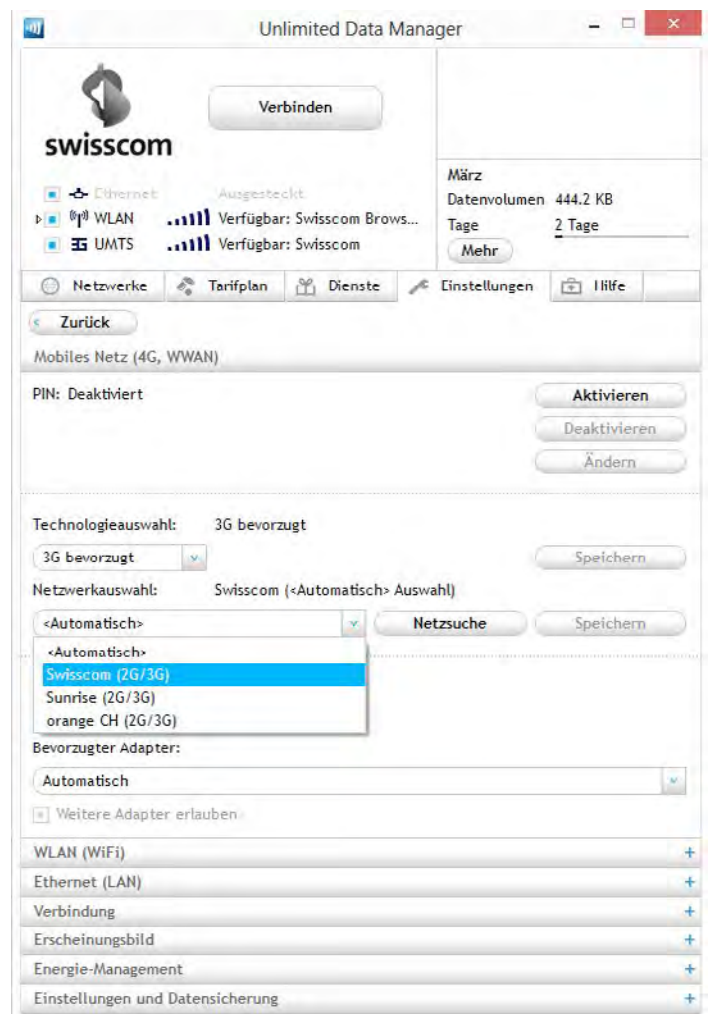 Unlimited Data Manager
swisscom
Verbinden
Ethernet Ausgesteckt
WLAN Verfügbar: Swisscom Brows...
3G UMTS Verfügbar: Swisscom
März
Datenvolumen 444.2 KB
Tage 2 Tage
Mehr
Netzwerke Tarifplan Dienste Einstellungen Hilfe
Zurück
Mobiles Netz (4G, WWAN)
PIN: Deaktiviert
Aktivieren
Deaktivieren
Ändern
Technologieauswahl: 3G bevorzugt
3G bevorzugt Speichern
Netzwerkauswahl: Swisscom (<Automatisch> Auswahl)
<Automatisch> Netzsuche Speichern
<Automatisch>
Swisscom (2G/3G)
Sunrise (2G/3G)
orange CH (2G/3G)
Bevorzugter Adapter:
Automatisch
Weitere Adapter erlauben
WLAN (WiFi) +
Ethernet (LAN) +
Verbindung +
Erscheinungsbild +
Energie-Management +
Einstellungen und Datensicherung +